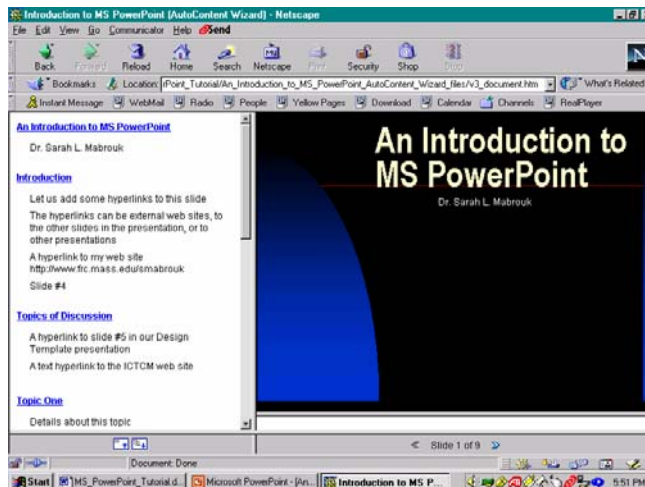 Introduction to MS PowerPoint [AutoContent Wizard] - Netscape
File Edit View Go Communicator Help Send
Back Forward Reload Home Search Netscape Print Security Shop Stop
Bookmarks Location: rPoint_Tutorial/An_Introduction_to_MS_PowerPoint_AutoContent_Wizard_files/v3_document.htm What's Related
Instant Message WebMail Radio People Yellow Pages Download Calendar Channels RealPlayer
An Introduction to MS PowerPoint
Dr. Sarah L. Mabrouk
Introduction
Let us add some hyperlinks to this slide
The hyperlinks can be external web sites, to
the other slides in the presentation, or to
other presentations
A hyperlink to my web site
http://www.frc.mass.edu/smabrouk
Slide #4
Topics of Discussion
A hyperlink to slide #5 in our Design
Template presentation
A text hyperlink to the ICTCM web site
Topic One
Details about this topic
An Introduction to
MS PowerPoint
Dr. Sarah L. Mabrouk
Slide 1 of 9
Document: Done
Start MS_PowerPoint_Tutorial.d... Microsoft PowerPoint - [An... Introduction to MS P... 5:51 PM